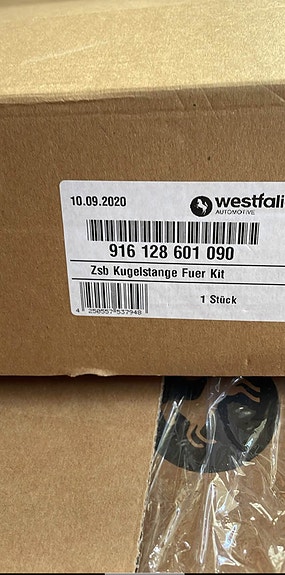 10.09.2020
westfali
AUTOMOTIVE
916 128 601 090
Zsb Kugelstange Fuer Kit
1 Stück
4 250557 537948